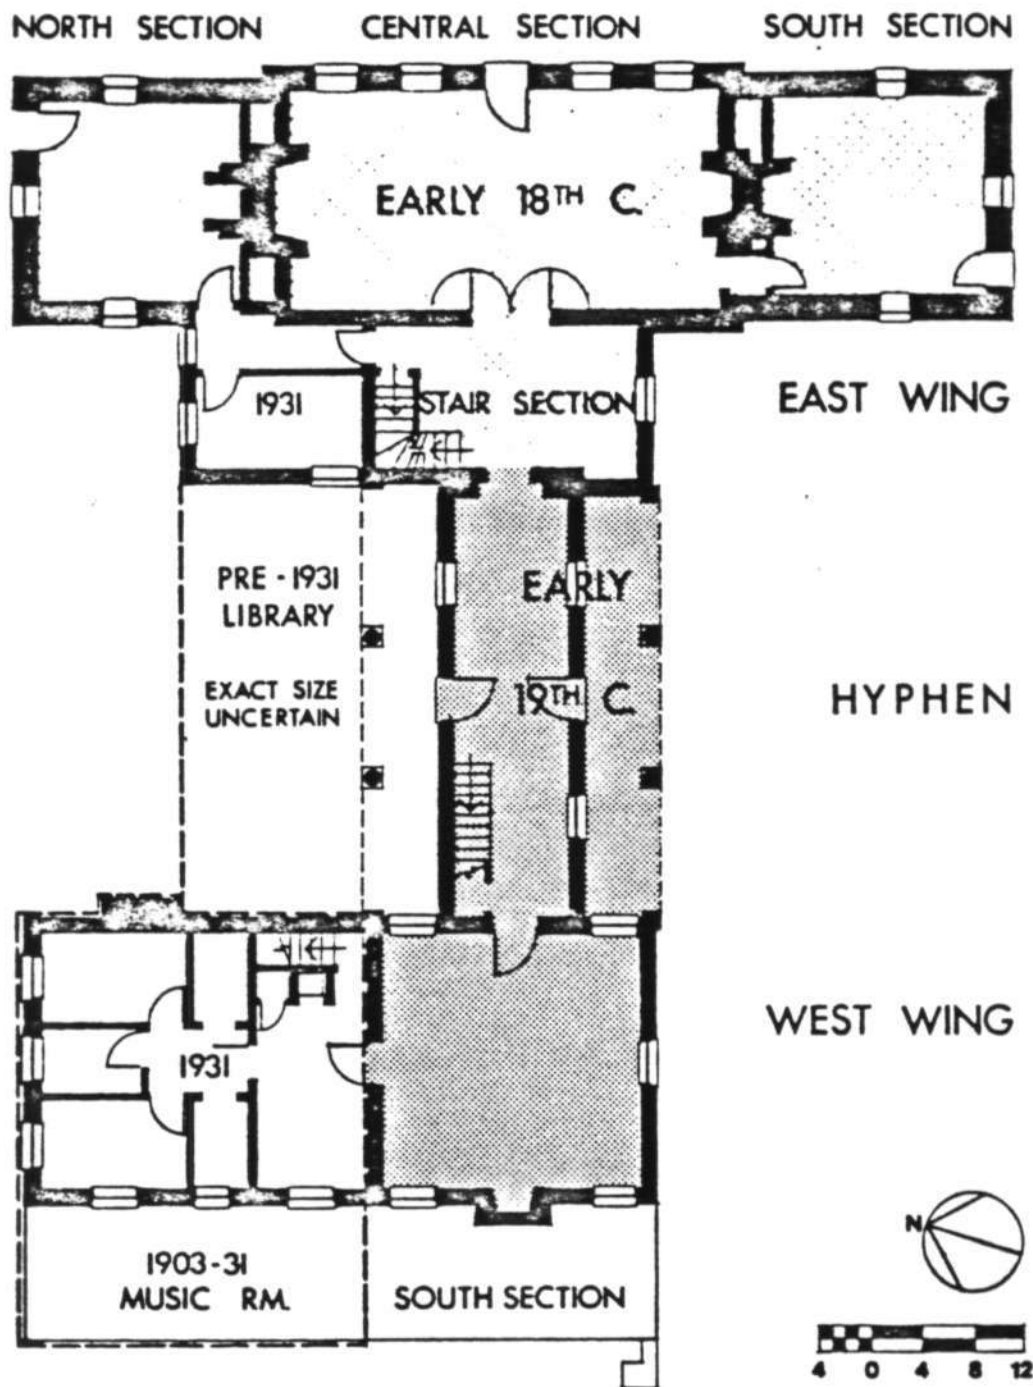 NORTH SECTION CENTRAL SECTION SOUTH SECTION
EARLY 18TH C.
1931
STAIR SECTION
EAST WING
PRE-1931
LIBRARY
EXACT SIZE
UNCERTAIN
EARLY
19TH C.
HYPHEN
1931
WEST WING
1903-31
MUSIC RM.
SOUTH SECTION
N
4 0 4 8 12